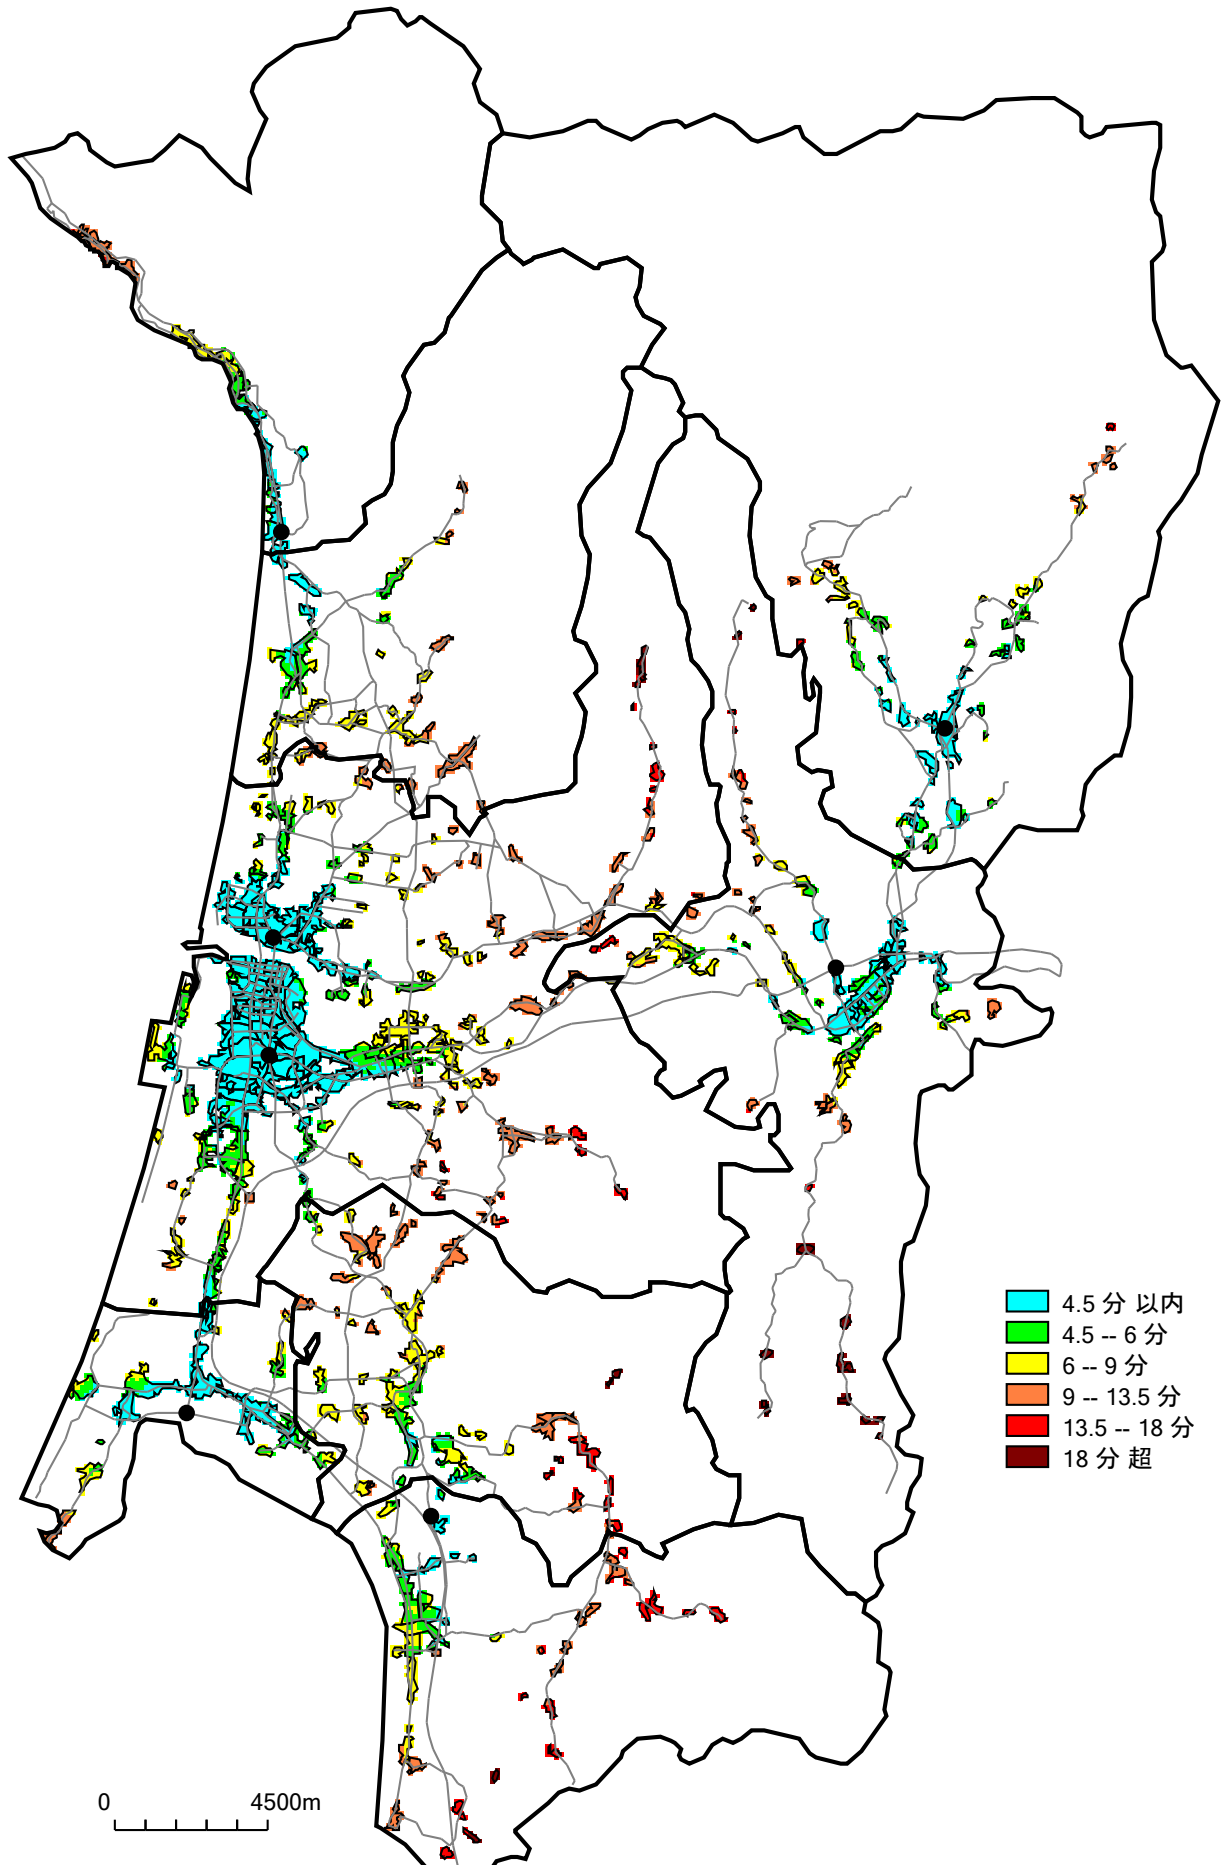 4.5 分 以内
4.5 -- 6 分
6 -- 9 分
9 -- 13.5 分
13.5 -- 18 分
18 分 超
0 4500m